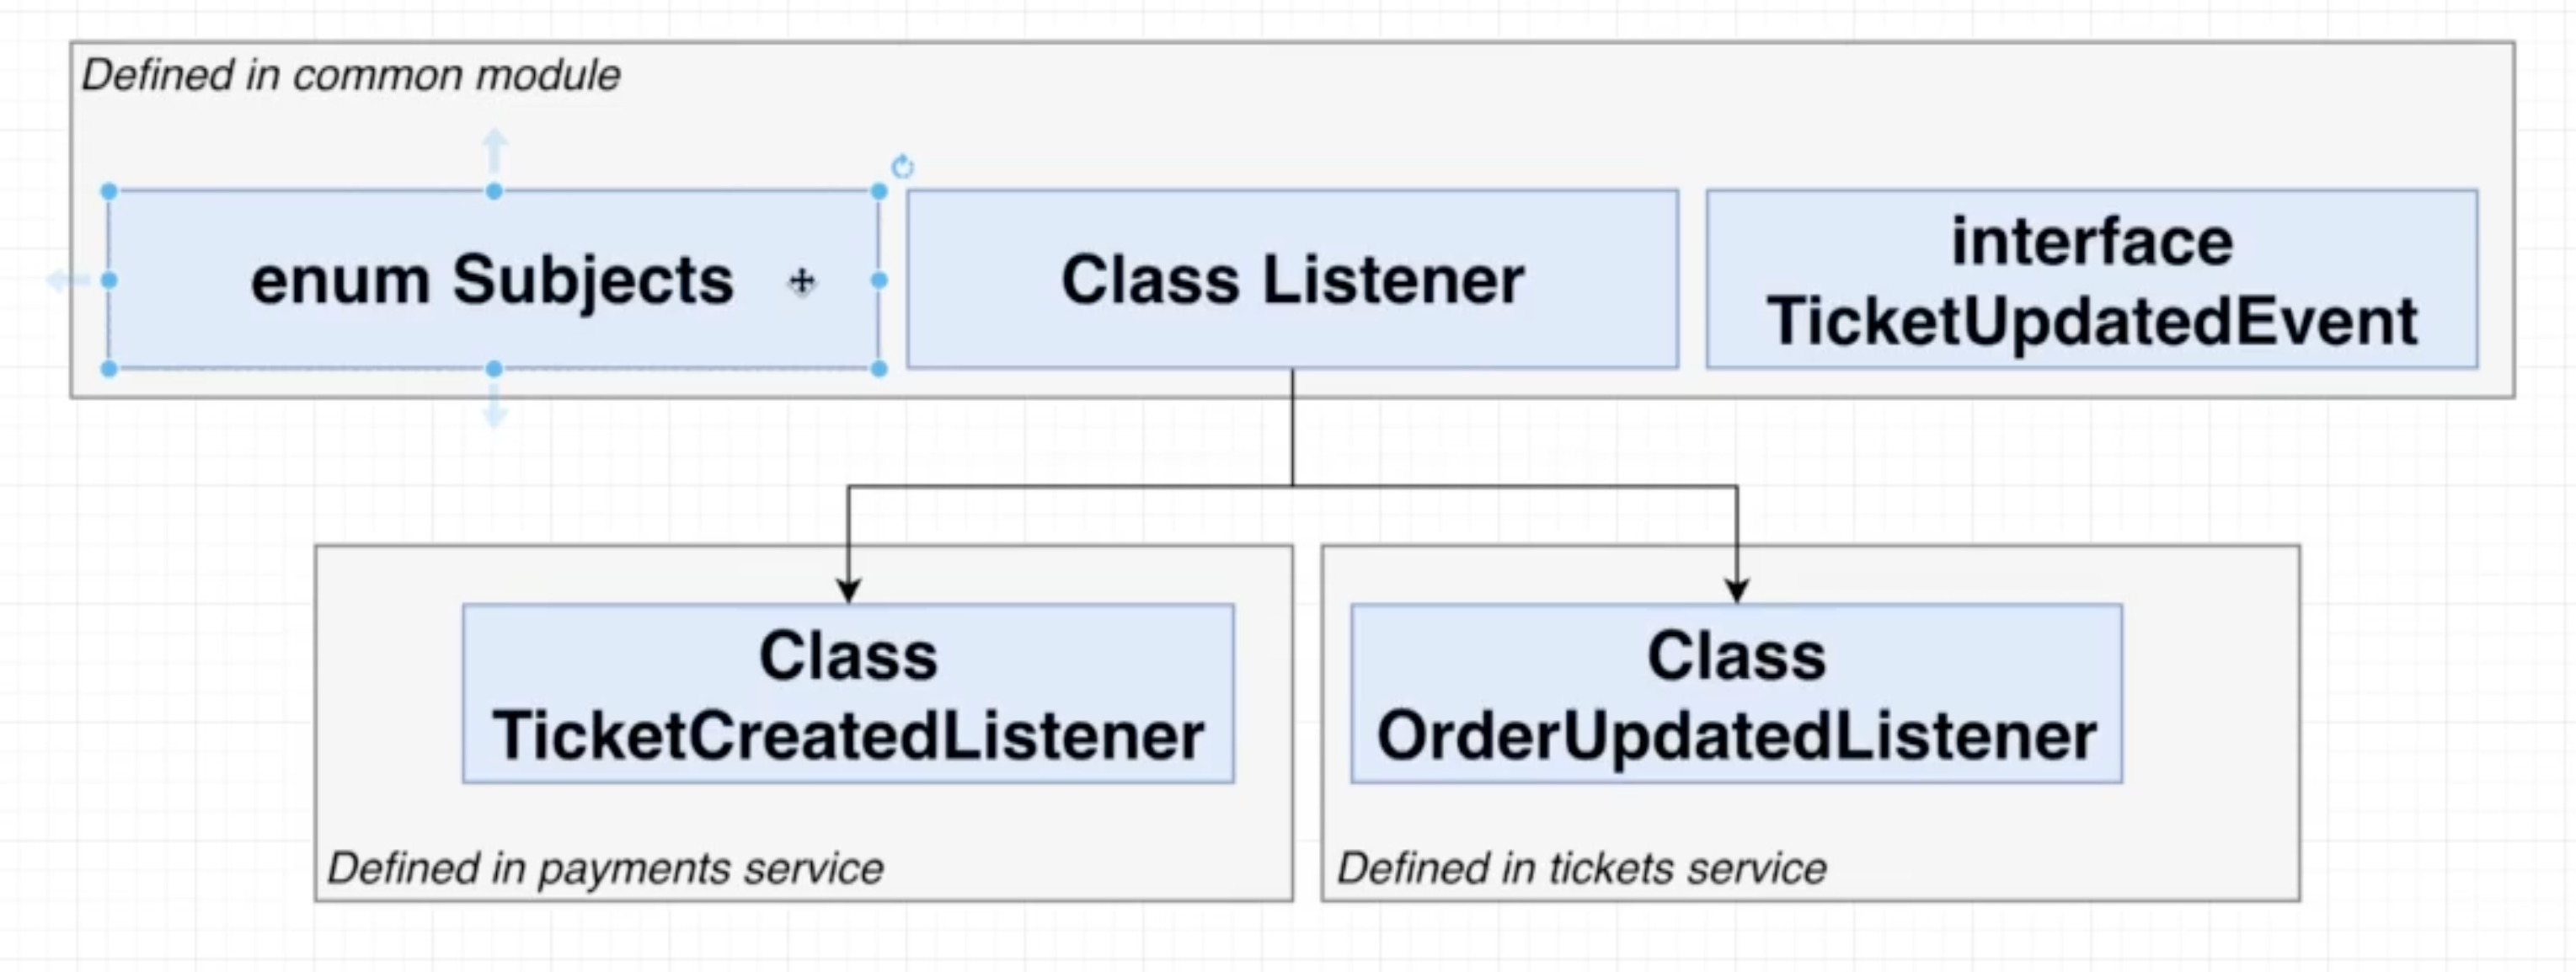 Defined in common module
enum Subjects
Class Listener
interface
TicketUpdatedEvent
Class
TicketCreatedListener
Defined in payments service
Class
OrderUpdatedListener
Defined in tickets service